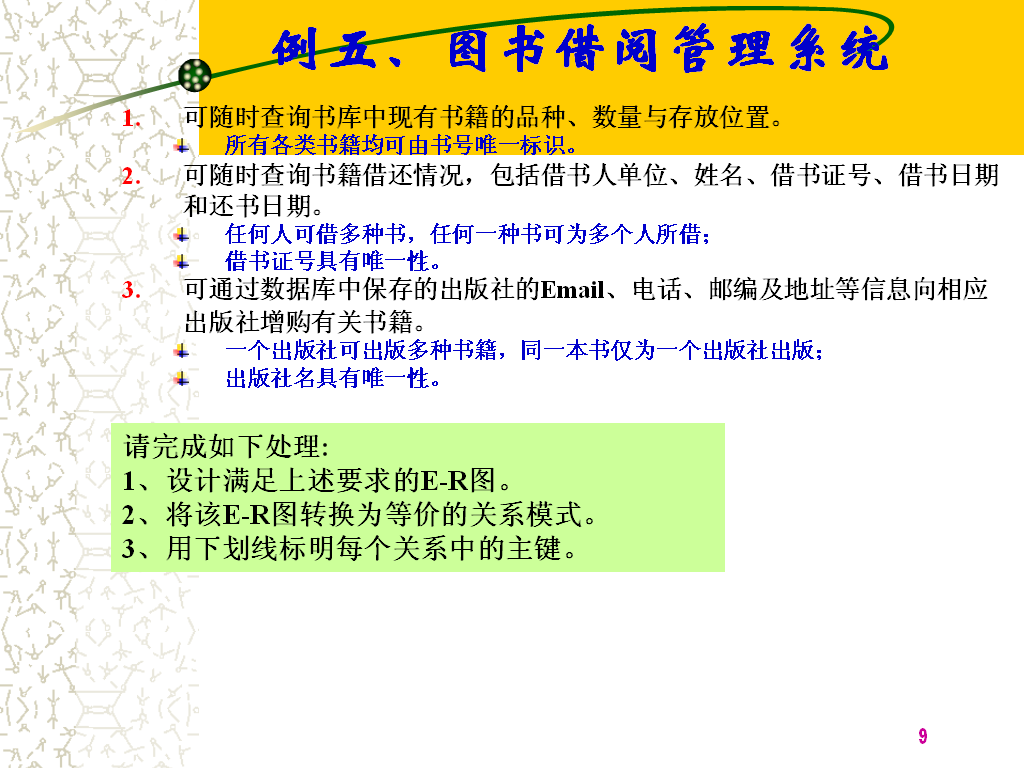 例五、图书借阅管理系统
1. 可随时查询书库中现有书籍的品种、数量与存放位置。
所有各类书籍均可由书号唯一标识。
2. 可随时查询书籍借还情况，包括借书人单位、姓名、借书证号、借书日期
和还书日期。
任何人可借多种书，任何一种书可为多个人所借；
借书证号具有唯一性。
3. 可通过数据库中保存的出版社的Email、电话、邮编及地址等信息向相应
出版社增购有关书籍。
一个出版社可出版多种书籍，同一本书仅为一个出版社出版；
出版社名具有唯一性。
请完成如下处理:
1、设计满足上述要求的E-R图。
2、将该E-R图转换为等价的关系模式。
3、用下划线标明每个关系中的主键。
9